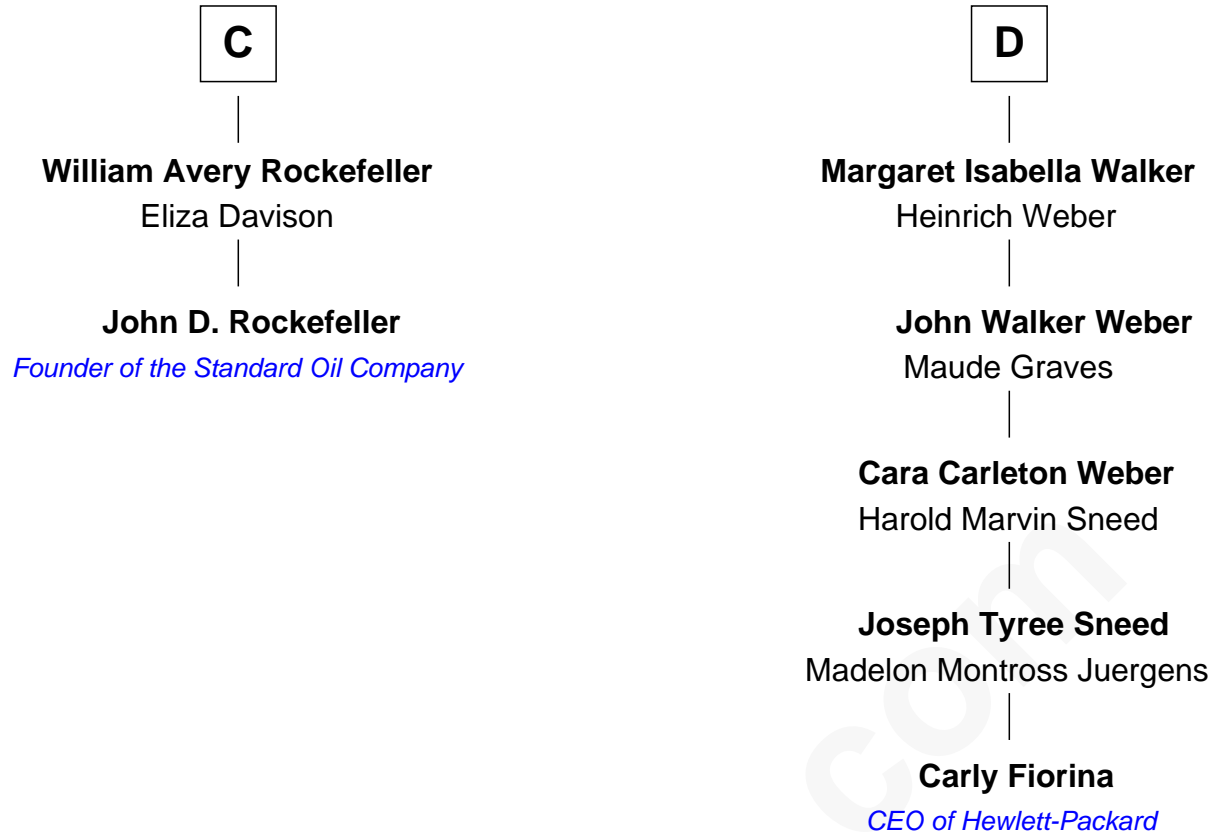 C
William Avery Rockefeller
Eliza Davison
John D. Rockefeller
Founder of the Standard Oil Company
D
Margaret Isabella Walker
Heinrich Weber
John Walker Weber
Maude Graves
Cara Carleton Weber
Harold Marvin Sneed
Joseph Tyree Sneed
Madelon Montross Juergens
Carly Fiorina
CEO of Hewlett-Packard
com